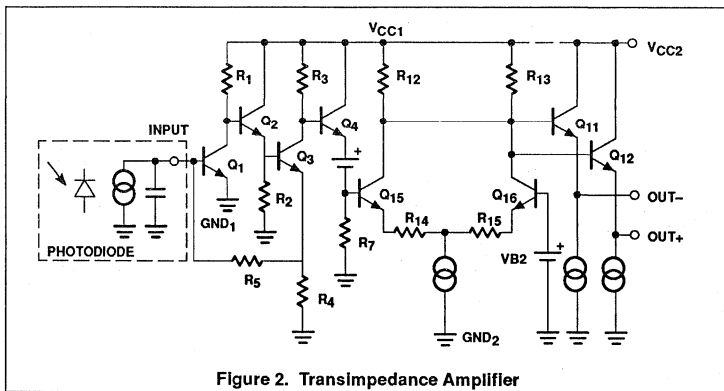 VCC1
VCC2
R1
R3
R12
R13
Q2
Q4
Q11
INPUT
Q1
Q3
Q12
Q15
Q16
OUT–
GND1
R2
R14
R15
R7
VB2
OUT+
PHOTODIODE
R5
R4
GND2
+
+
Figure 2. Transimpedance Amplifier